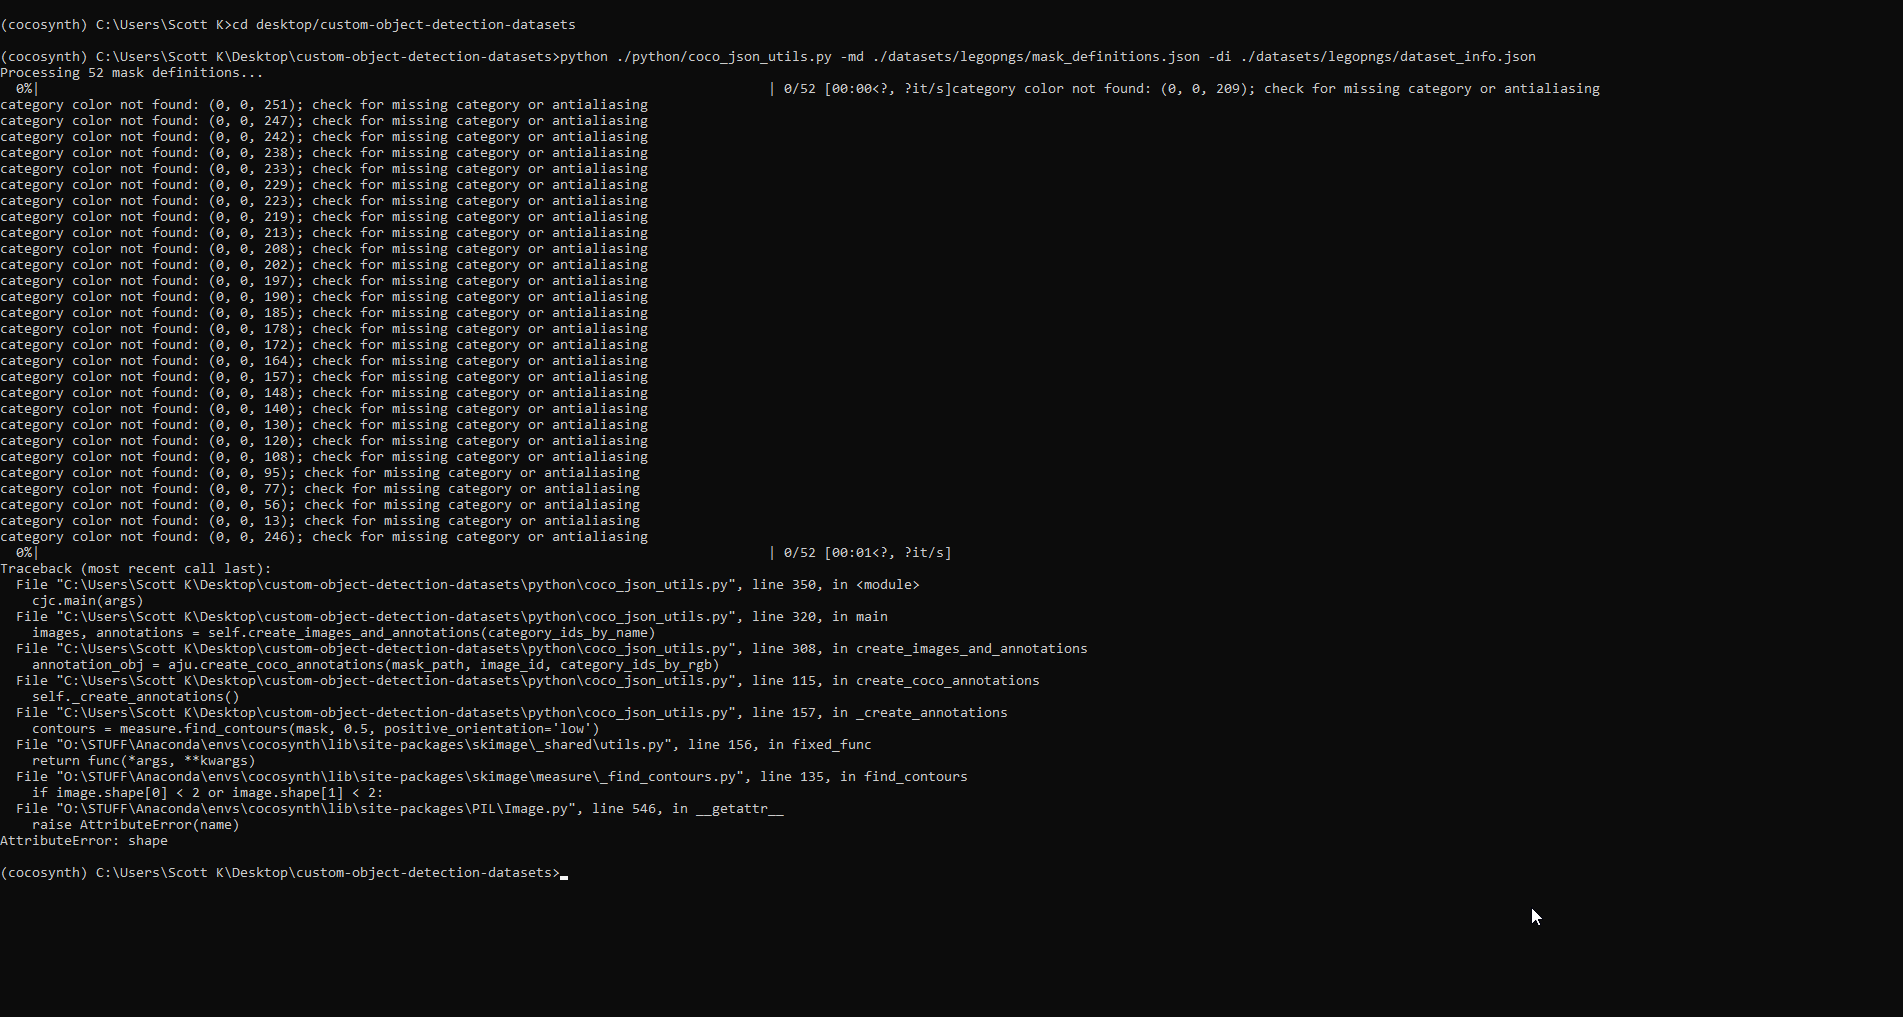 (cocosynth) C:\Users\Scott K>cd desktop/custom-object-detection-datasets
(cocosynth) C:\Users\Scott K\Desktop\custom-object-detection-datasets>python ./python/coco_json_utils.py -md ./datasets/legopngs/mask_definitions.json -di ./datasets/legopngs/dataset_info.json
Processing 52 mask definitions...
0%| | 0/52 [00:00<?, ?it/s]category color not found: (0, 0, 209); check for missing category or antialiasing
category color not found: (0, 0, 251); check for missing category or antialiasing
category color not found: (0, 0, 247); check for missing category or antialiasing
category color not found: (0, 0, 242); check for missing category or antialiasing
category color not found: (0, 0, 238); check for missing category or antialiasing
category color not found: (0, 0, 233); check for missing category or antialiasing
category color not found: (0, 0, 229); check for missing category or antialiasing
category color not found: (0, 0, 223); check for missing category or antialiasing
category color not found: (0, 0, 219); check for missing category or antialiasing
category color not found: (0, 0, 213); check for missing category or antialiasing
category color not found: (0, 0, 208); check for missing category or antialiasing
category color not found: (0, 0, 202); check for missing category or antialiasing
category color not found: (0, 0, 197); check for missing category or antialiasing
category color not found: (0, 0, 190); check for missing category or antialiasing
category color not found: (0, 0, 185); check for missing category or antialiasing
category color not found: (0, 0, 178); check for missing category or antialiasing
category color not found: (0, 0, 172); check for missing category or antialiasing
category color not found: (0, 0, 164); check for missing category or antialiasing
category color not found: (0, 0, 157); check for missing category or antialiasing
category color not found: (0, 0, 148); check for missing category or antialiasing
category color not found: (0, 0, 140); check for missing category or antialiasing
category color not found: (0, 0, 130); check for missing category or antialiasing
category color not found: (0, 0, 120); check for missing category or antialiasing
category color not found: (0, 0, 108); check for missing category or antialiasing
category color not found: (0, 0, 95); check for missing category or antialiasing
category color not found: (0, 0, 77); check for missing category or antialiasing
category color not found: (0, 0, 56); check for missing category or antialiasing
category color not found: (0, 0, 13); check for missing category or antialiasing
category color not found: (0, 0, 246); check for missing category or antialiasing
0%| | 0/52 [00:01<?, ?it/s]
Traceback (most recent call last):
File "C:\Users\Scott K\Desktop\custom-object-detection-datasets\python\coco_json_utils.py", line 350, in <module>
cjc.main(args)
File "C:\Users\Scott K\Desktop\custom-object-detection-datasets\python\coco_json_utils.py", line 320, in main
images, annotations = self.create_images_and_annotations(category_ids_by_name)
File "C:\Users\Scott K\Desktop\custom-object-detection-datasets\python\coco_json_utils.py", line 308, in create_images_and_annotations
annotation_obj = aju.create_coco_annotations(mask_path, image_id, category_ids_by_rgb)
File "C:\Users\Scott K\Desktop\custom-object-detection-datasets\python\coco_json_utils.py", line 115, in create_coco_annotations
self._create_annotations()
File "C:\Users\Scott K\Desktop\custom-object-detection-datasets\python\coco_json_utils.py", line 157, in _create_annotations
contours = measure.find_contours(mask, 0.5, positive_orientation='low')
File "O:\STUFF\Anaconda\envs\cocosynth\lib\site-packages\skimage\_shared\utils.py", line 156, in fixed_func
return func(*args, **kwargs)
File "O:\STUFF\Anaconda\envs\cocosynth\lib\site-packages\skimage\measure\_find_contours.py", line 135, in find_contours
if image.shape[0] < 2 or image.shape[1] < 2:
File "O:\STUFF\Anaconda\envs\cocosynth\lib\site-packages\PIL\Image.py", line 546, in __getattr__
raise AttributeError(name)
AttributeError: shape
(cocosynth) C:\Users\Scott K\Desktop\custom-object-detection-datasets>